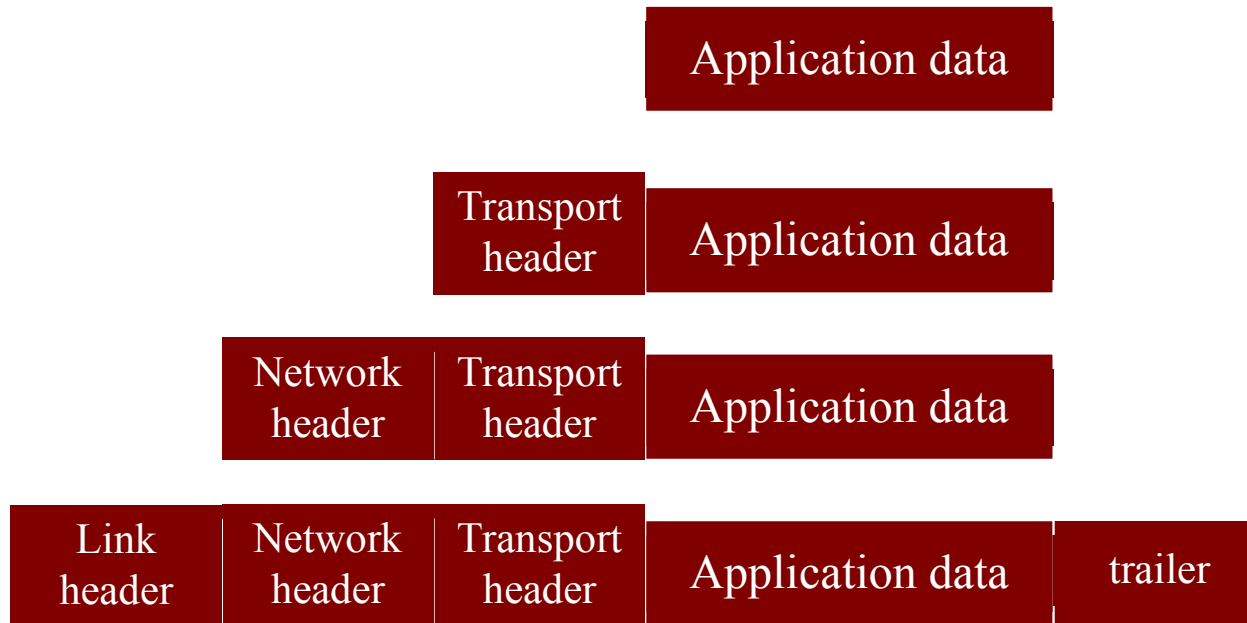 Application data
Transport
header
Application data
Network
header
Transport
header
Application data
Link
header
Network
header
Transport
header
Application data
trailer